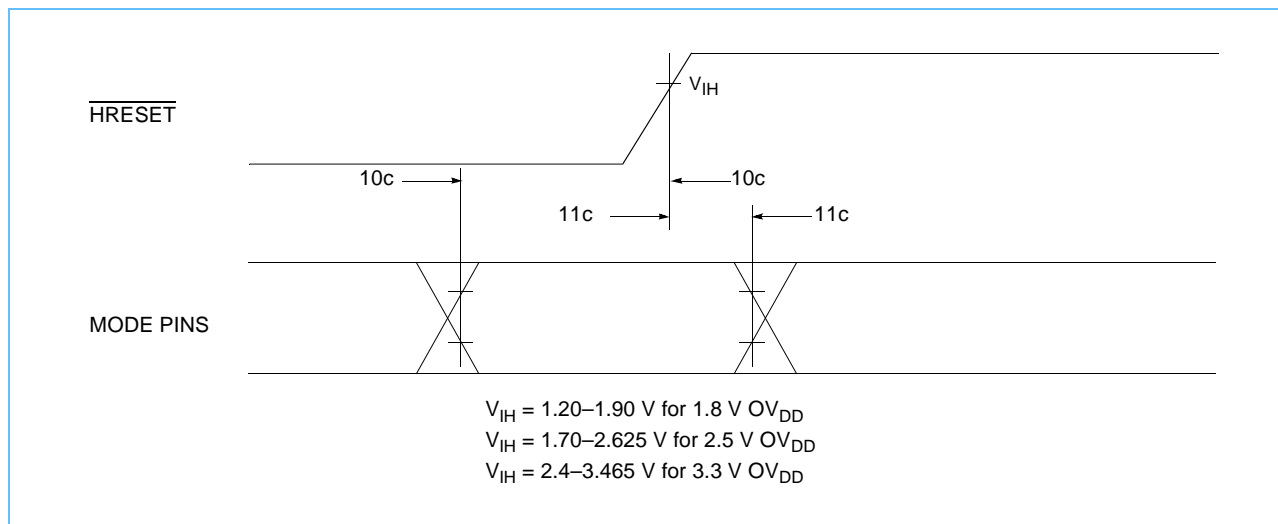 V_IH
HRESET
10c
10c
11c
11c
MODE PINS
V_IH = 1.20–1.90 V for 1.8 V OV_DD
V_IH = 1.70–2.625 V for 2.5 V OV_DD
V_IH = 2.4–3.465 V for 3.3 V OV_DD